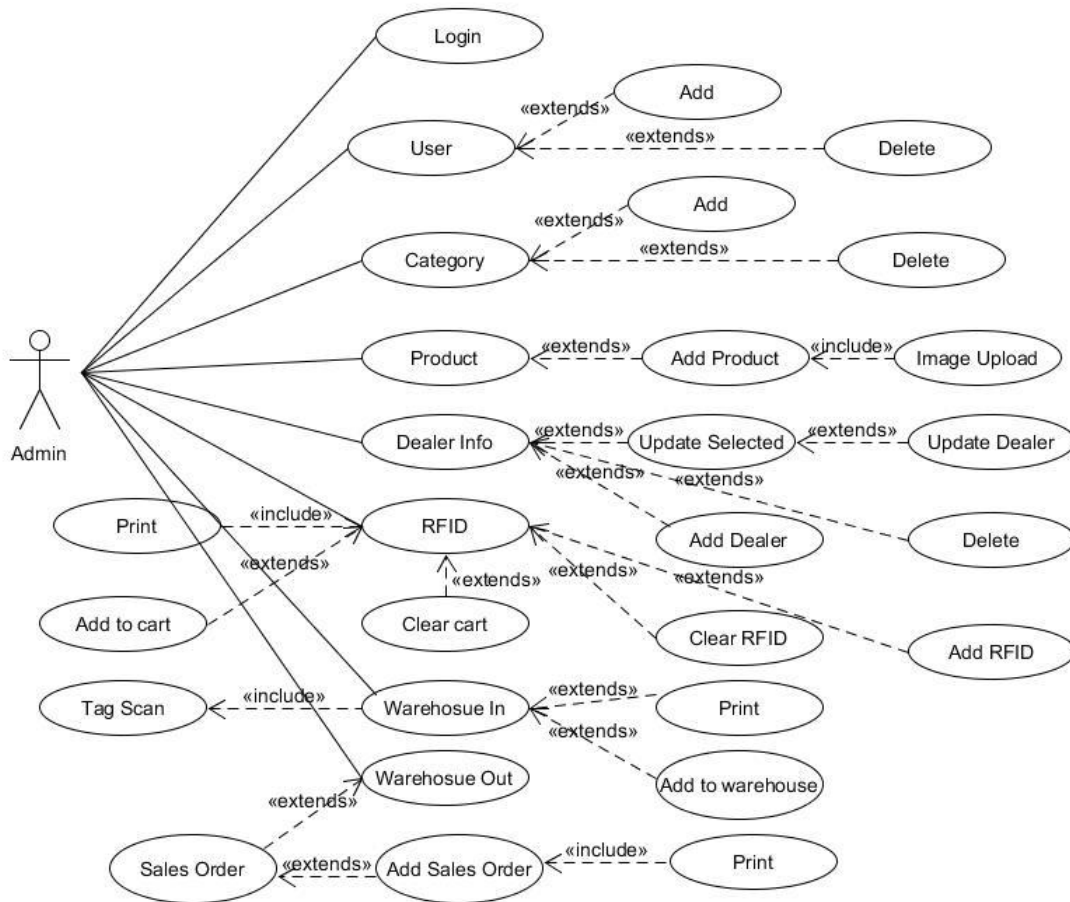 Login
«extends»
Add
User
«extends»
Delete
«extends»
Add
Category
«extends»
Delete
Admin
Product
«extends»
Add Product
«include»
Image Upload
Dealer Info
«extends»
Update Selected
«extends»
Update Dealer
«extends»
Add Dealer
«extends»
Delete
Print
«include»
RFID
«extends»
Add to cart
«extends»
Clear cart
«extends»
Clear RFID
«extends»
Add RFID
Tag Scan
«include»
Warehosue In
«extends»
Print
«extends»
Add to warehouse
Warehosue Out
«extends»
Sales Order
«extends»
Add Sales Order
«include»
Print